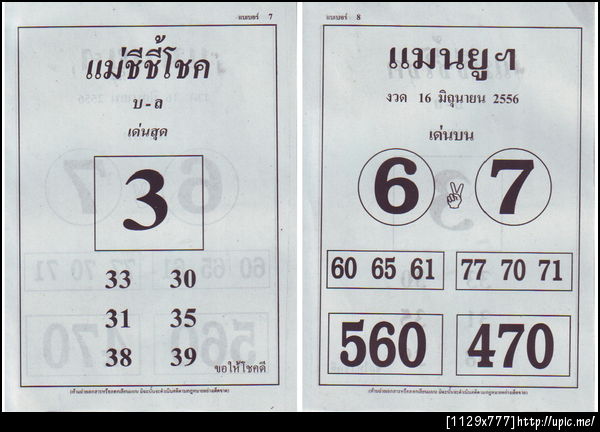 แนมเบอร์ 7
แม่ชีชี้โชค
บ-ล
เด่นสุด
3
33 30
31 35
38 39
ขอให้โชคดี
แนมเบอร์ 8
แมนยูฯ
งวด 16 มิถุนายน 2556
เด่นบน
6 7
60 65 61 77 70 71
560 470
[1129x777]http://upic.me/